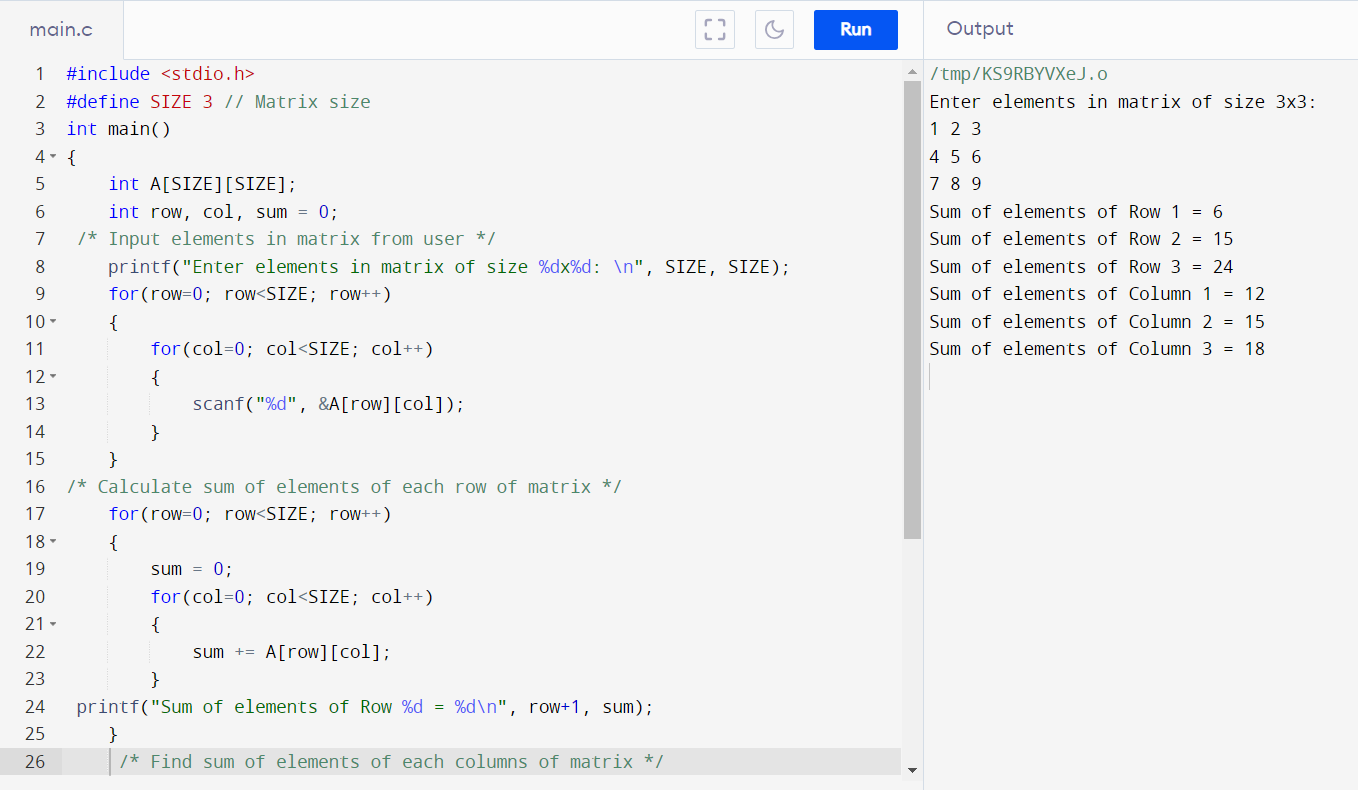 main.c
Run
Output
1 #include <stdio.h>
2 #define SIZE 3 // Matrix size
3 int main()
4 {
5 int A[SIZE][SIZE];
6 int row, col, sum = 0;
7 /* Input elements in matrix from user */
8 printf("Enter elements in matrix of size %dx%d: \n", SIZE, SIZE);
9 for(row=0; row<SIZE; row++)
10 {
11 for(col=0; col<SIZE; col++)
12 {
13 scanf("%d", &A[row][col]);
14 }
15 }
16 /* Calculate sum of elements of each row of matrix */
17 for(row=0; row<SIZE; row++)
18 {
19 sum = 0;
20 for(col=0; col<SIZE; col++)
21 {
22 sum += A[row][col];
23 }
24 printf("Sum of elements of Row %d = %d\n", row+1, sum);
25 }
26 /* Find sum of elements of each columns of matrix */
/tmp/KS9RBYVXeJ.o
Enter elements in matrix of size 3x3:
1 2 3
4 5 6
7 8 9
Sum of elements of Row 1 = 6
Sum of elements of Row 2 = 15
Sum of elements of Row 3 = 24
Sum of elements of Column 1 = 12
Sum of elements of Column 2 = 15
Sum of elements of Column 3 = 18